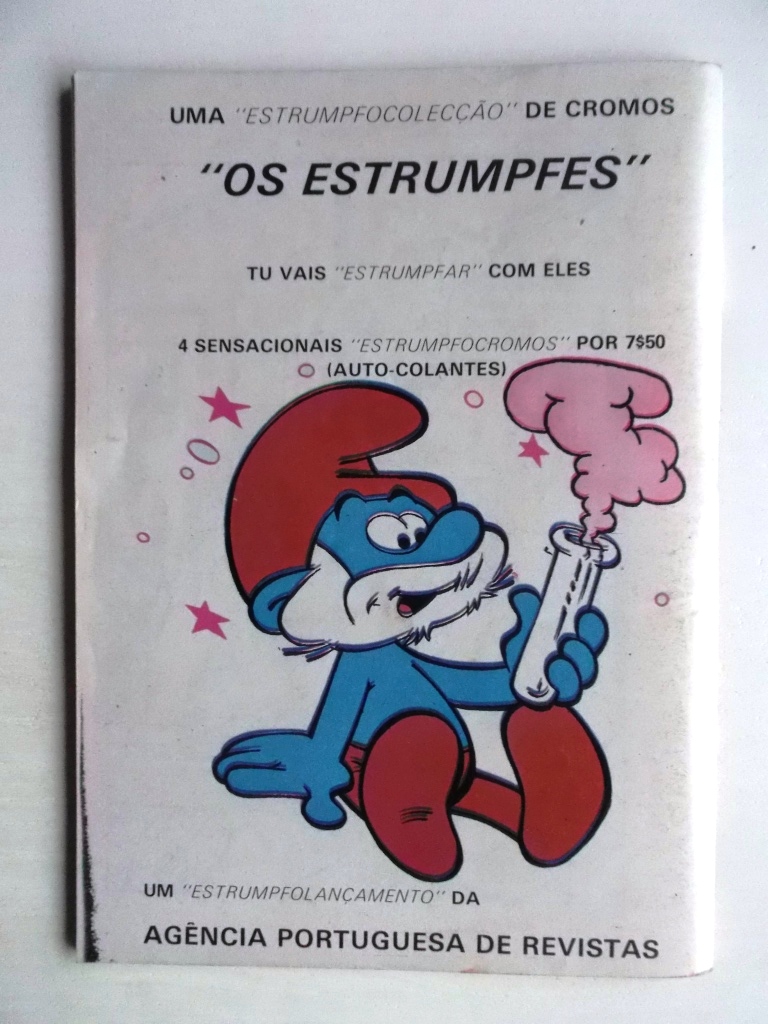 UMA "ESTRUMPFOCOLECÇÃO" DE CROMOS
"OS ESTRUMPFES"
TU VAIS "ESTRUMPFAR" COM ELES
4 SENSACIONAIS "ESTRUMPFOCROMOS" POR 7$50
(AUTO-COLANTES)
UM "ESTRUMPFOLANÇAMENTO" DA
AGÊNCIA PORTUGUESA DE REVISTAS